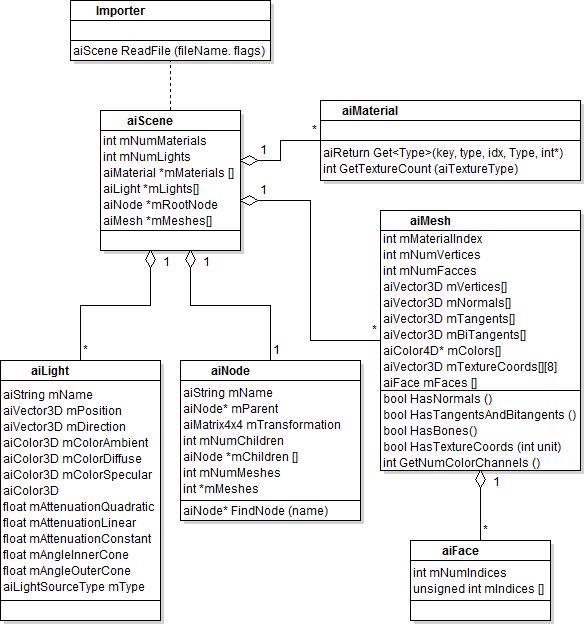 Importer
aiScene ReadFile (fileName. flags)
aiScene
int mNumMaterials
int mNumLights
aiMaterial *mMaterials []
aiLight *mLights[]
aiNode *mRootNode
aiMesh *mMeshes[]
1
*
aiMaterial
aiReturn Get<Type>(key, type, idx, Type, int*)
int GetTextureCount (aiTextureType)
1
*
aiMesh
int mMaterialIndex
int mNumVertices
int mNumFacces
aiVector3D mVertices[]
aiVector3D mNormals[]
aiVector3D mTangents[]
aiVector3D mBiTangents[]
aiColor4D* mColors[]
aiVector3D mTextureCoords[][8]
aiFace mFaces []
bool HasNormals ()
bool HasTangentsAndBitangents ()
bool HasBones()
bool HasTextureCoords (int unit)
int GetNumColorChannels ()
1
*
1
1
aiLight
aiString mName
aiVector3D mPosition
aiVector3D mDirection
aiColor3D mColorAmbient
aiColor3D mColorDiffuse
aiColor3D mColorSpecular
aiColor3D
float mAttenuationQuadratic
float mAttenuationLinear
float mAttenuationConstant
float mAngleInnerCone
float mAngleOuterCone
aiLightSourceType mType
aiNode
aiString mName
aiNode* mParent
aiMatrix4x4 mTransformation
int mNumChildren
aiNode *mChildren []
int mNumMeshes
int *mMeshes
aiNode* FindNode (name)
1
*
aiFace
int mNumIndices
unsigned int mIndices []